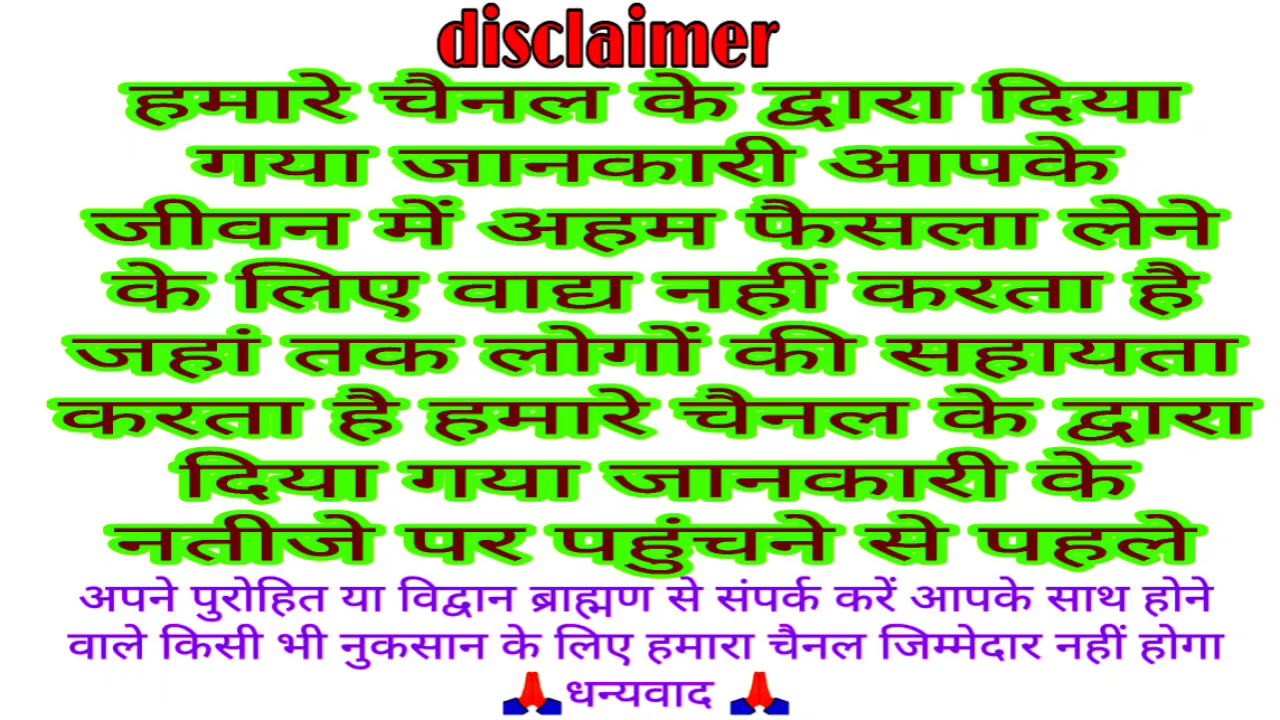 disclaimer
हमारे चैनल के द्वारा दिया
गया जानकारी आपके
जीवन में अहम फैसला लेने
के लिए वाद्य नहीं करता है
जहां तक लोगों की सहायता
करता है हमारे चैनल के द्वारा
दिया गया जानकारी के
नतीजे पर पहुंचने से पहले
अपने पुरोहित या विद्वान ब्राह्मण से संपर्क करें आपके साथ होने
वाले किसी भी नुकसान के लिए हमारा चैनल जिम्मेदार नहीं होगा
🙏धन्यवाद 🙏